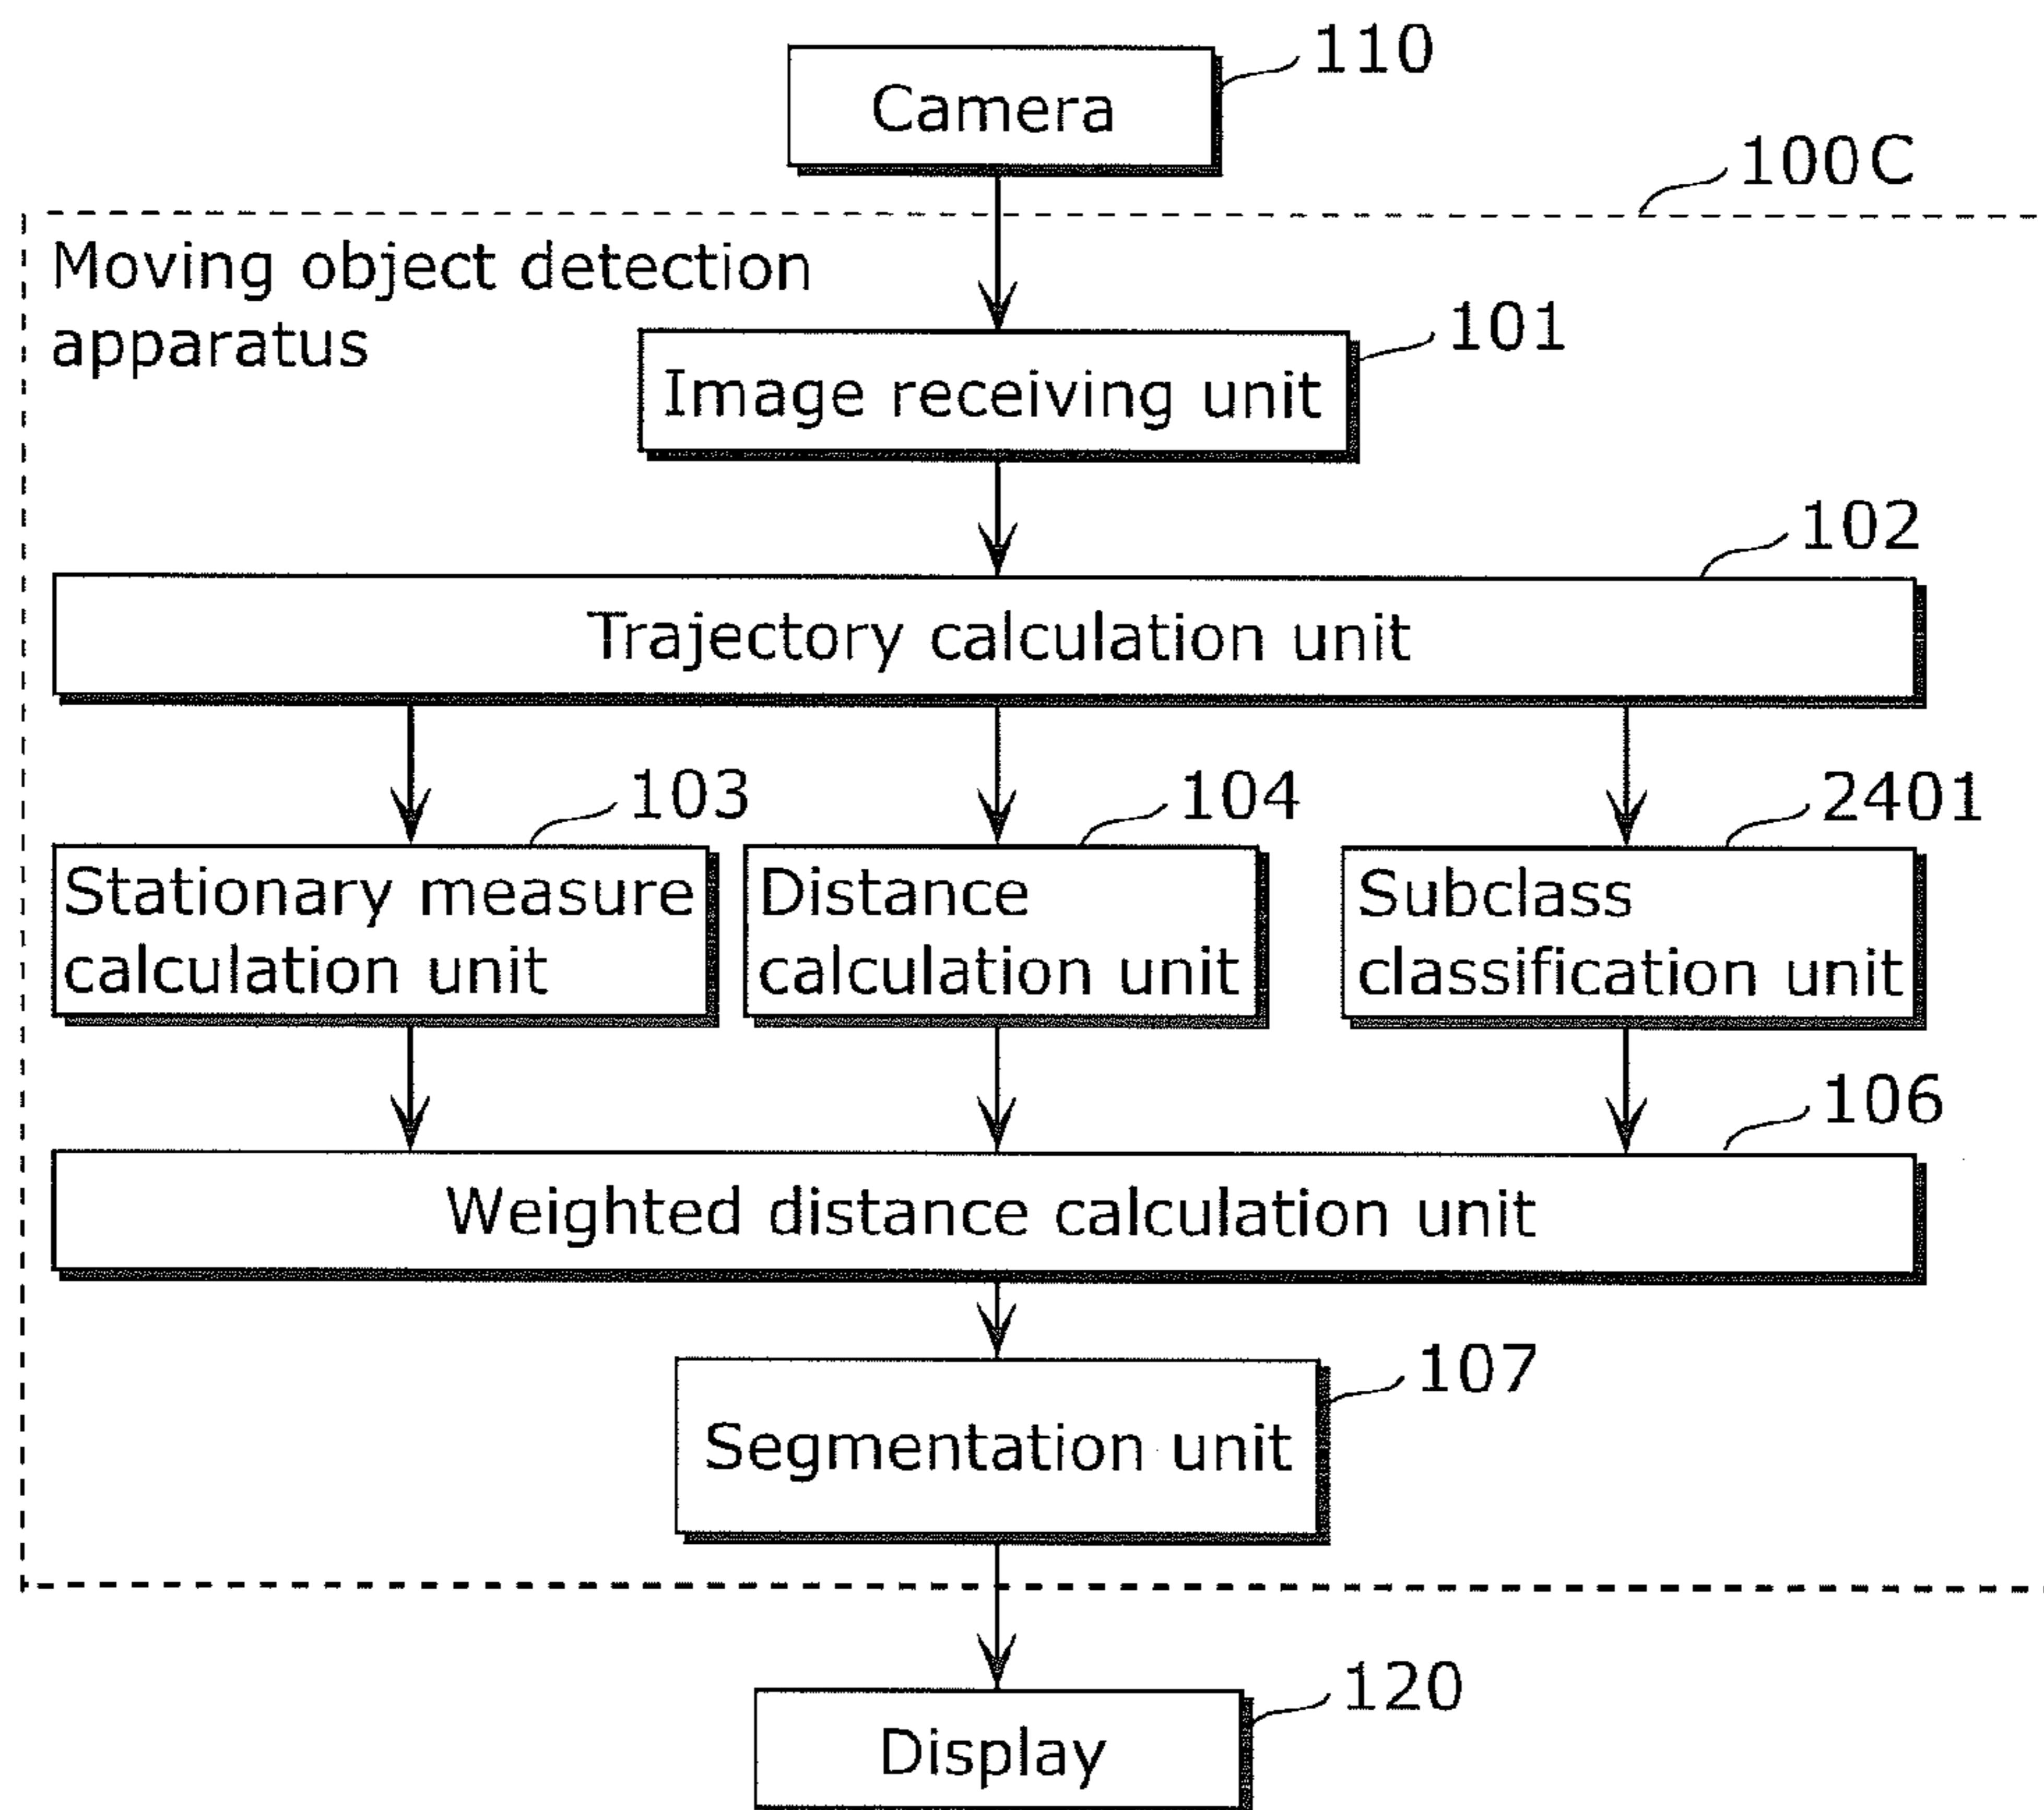 110
Camera
100C
Moving object detection
apparatus
101
Image receiving unit
102
Trajectory calculation unit
103
104
2401
Stationary measure
calculation unit
Distance
calculation unit
Subclass
classification unit
106
Weighted distance calculation unit
107
Segmentation unit
120
Display